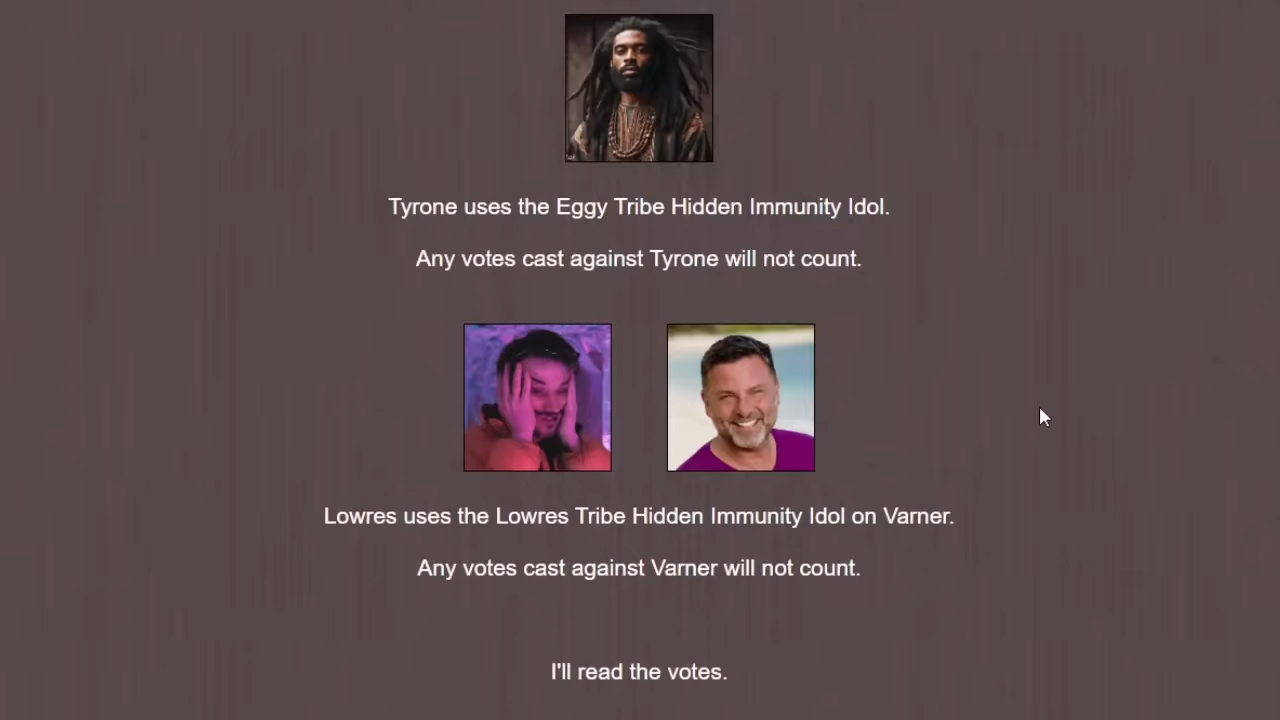 Tyrone uses the Eggy Tribe Hidden Immunity Idol.
Any votes cast against Tyrone will not count.
Lowres uses the Lowres Tribe Hidden Immunity Idol on Varner.
Any votes cast against Varner will not count.
I'll read the votes.